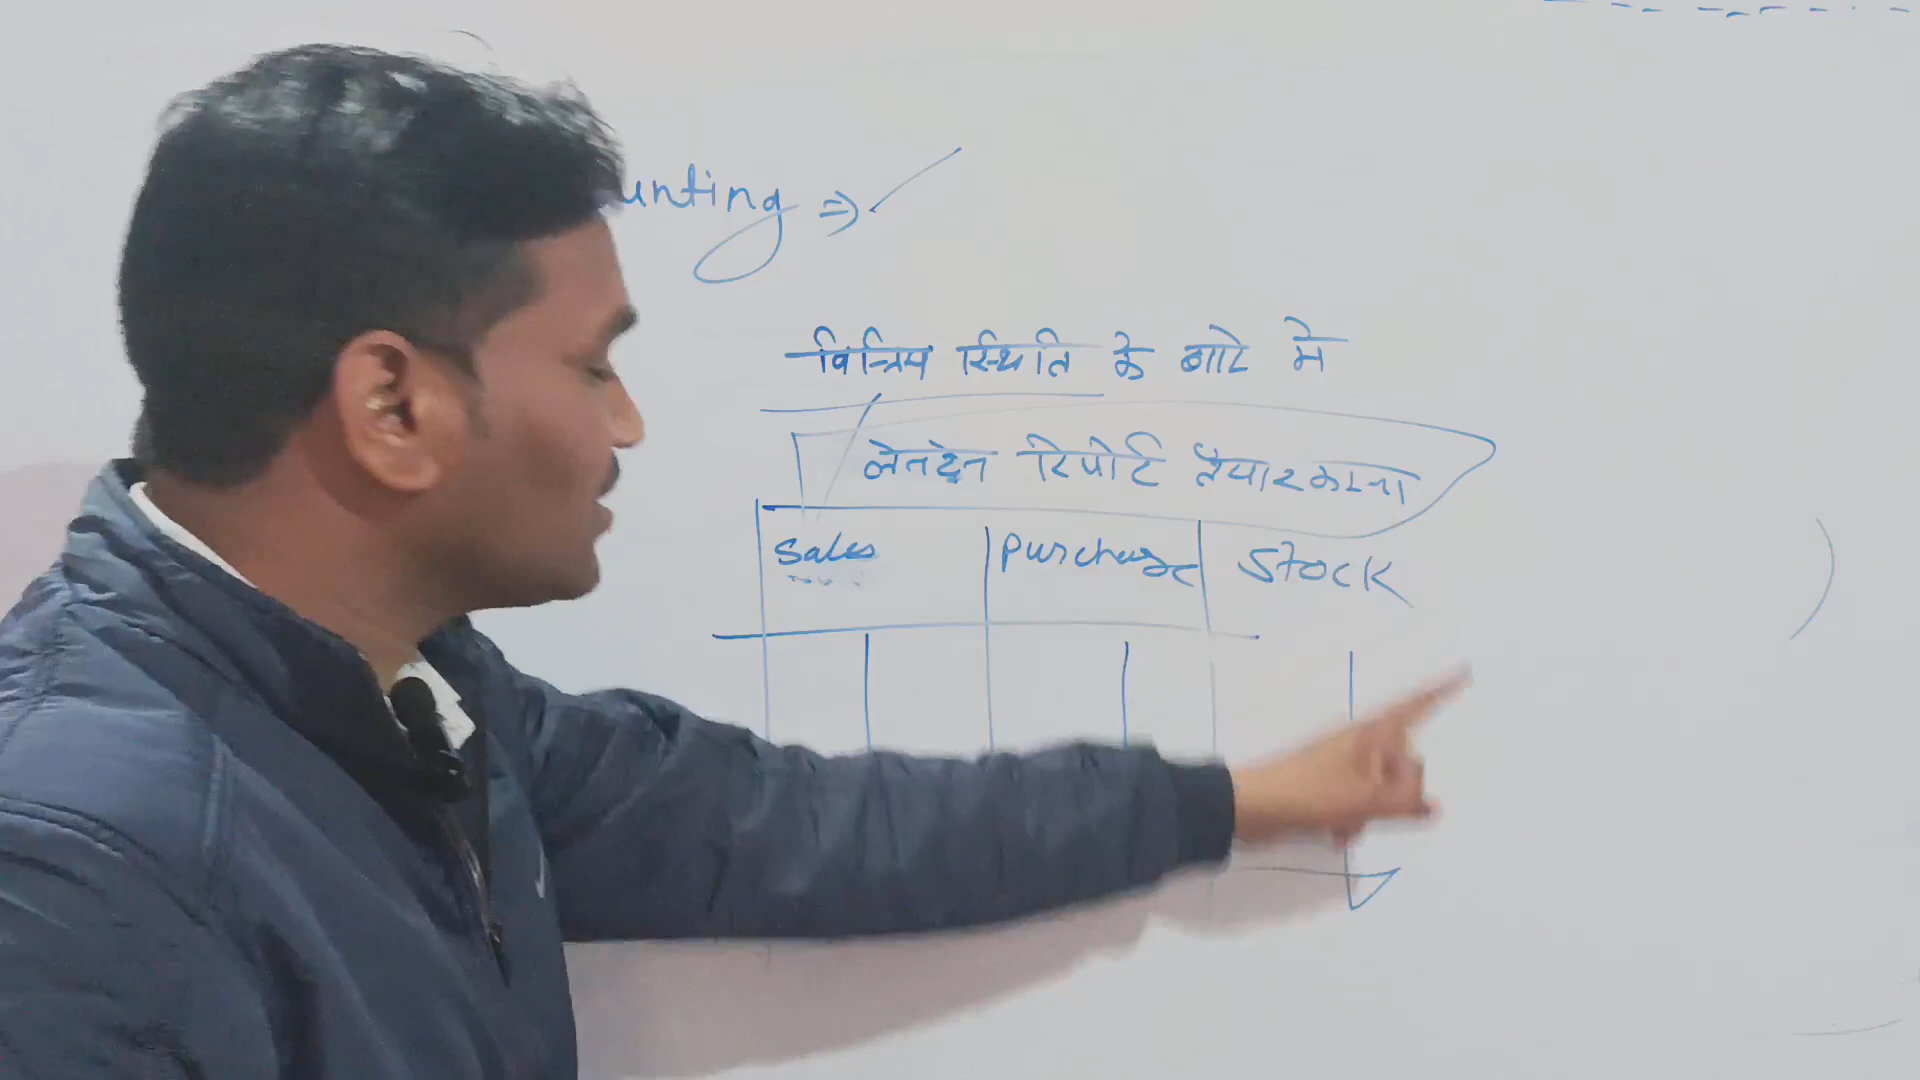 unting ⇒
वित्तिय स्थिति के बारे मे
लेनदेन रिपोर्ट तैयार करना
Sales Purchase Stock